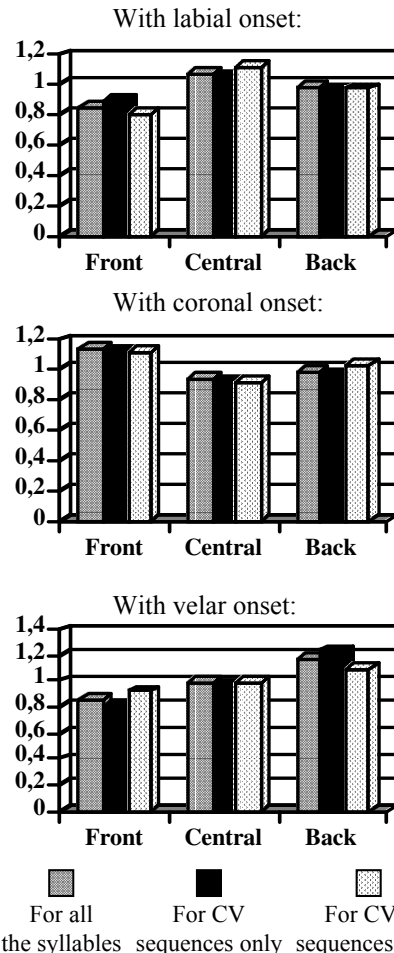 With labial onset:
1,2
1
0,8
0,6
0,4
0,2
0
Front Central Back
With coronal onset:
1,2
1
0,8
0,6
0,4
0,2
0
Front Central Back
With velar onset:
1,4
1,2
1
0,8
0,6
0,4
0,2
0
Front Central Back
For all For CV For CV
the syllables sequences only sequences